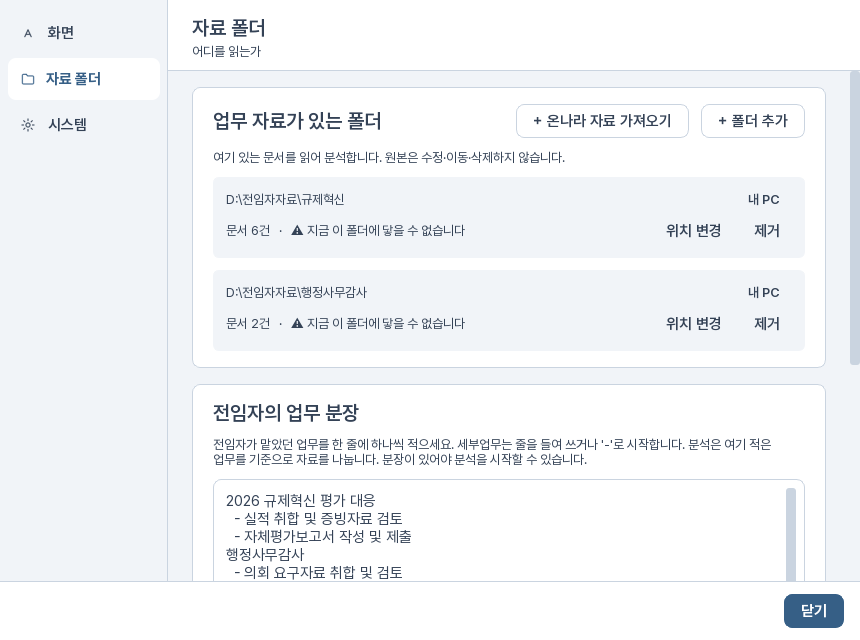 A 화면
자료 폴더
시스템
자료 폴더
어디를 읽는가
업무 자료가 있는 폴더
+ 온나라 자료 가져오기
+ 폴더 추가
여기 있는 문서를 읽어 분석합니다. 원본은 수정·이동·삭제하지 않습니다.
D:\전임자자료\규제혁신
내 PC
문서 6건 · ⚠ 지금 이 폴더에 닿을 수 없습니다
위치 변경
제거
D:\전임자자료\행정사무감사
내 PC
문서 2건 · ⚠ 지금 이 폴더에 닿을 수 없습니다
위치 변경
제거
전임자의 업무 분장
전임자가 맡았던 업무를 한 줄에 하나씩 적으세요. 세부업무는 줄을 들여 쓰거나 '-'로 시작합니다. 분석은 여기 적은
업무를 기준으로 자료를 나눕니다. 분장이 있어야 분석을 시작할 수 있습니다.
2026 규제혁신 평가 대응
- 실적 취합 및 증빙자료 검토
- 자체평가보고서 작성 및 제출
행정사무감사
- 의회 요구자료 취합 및 검토
닫기